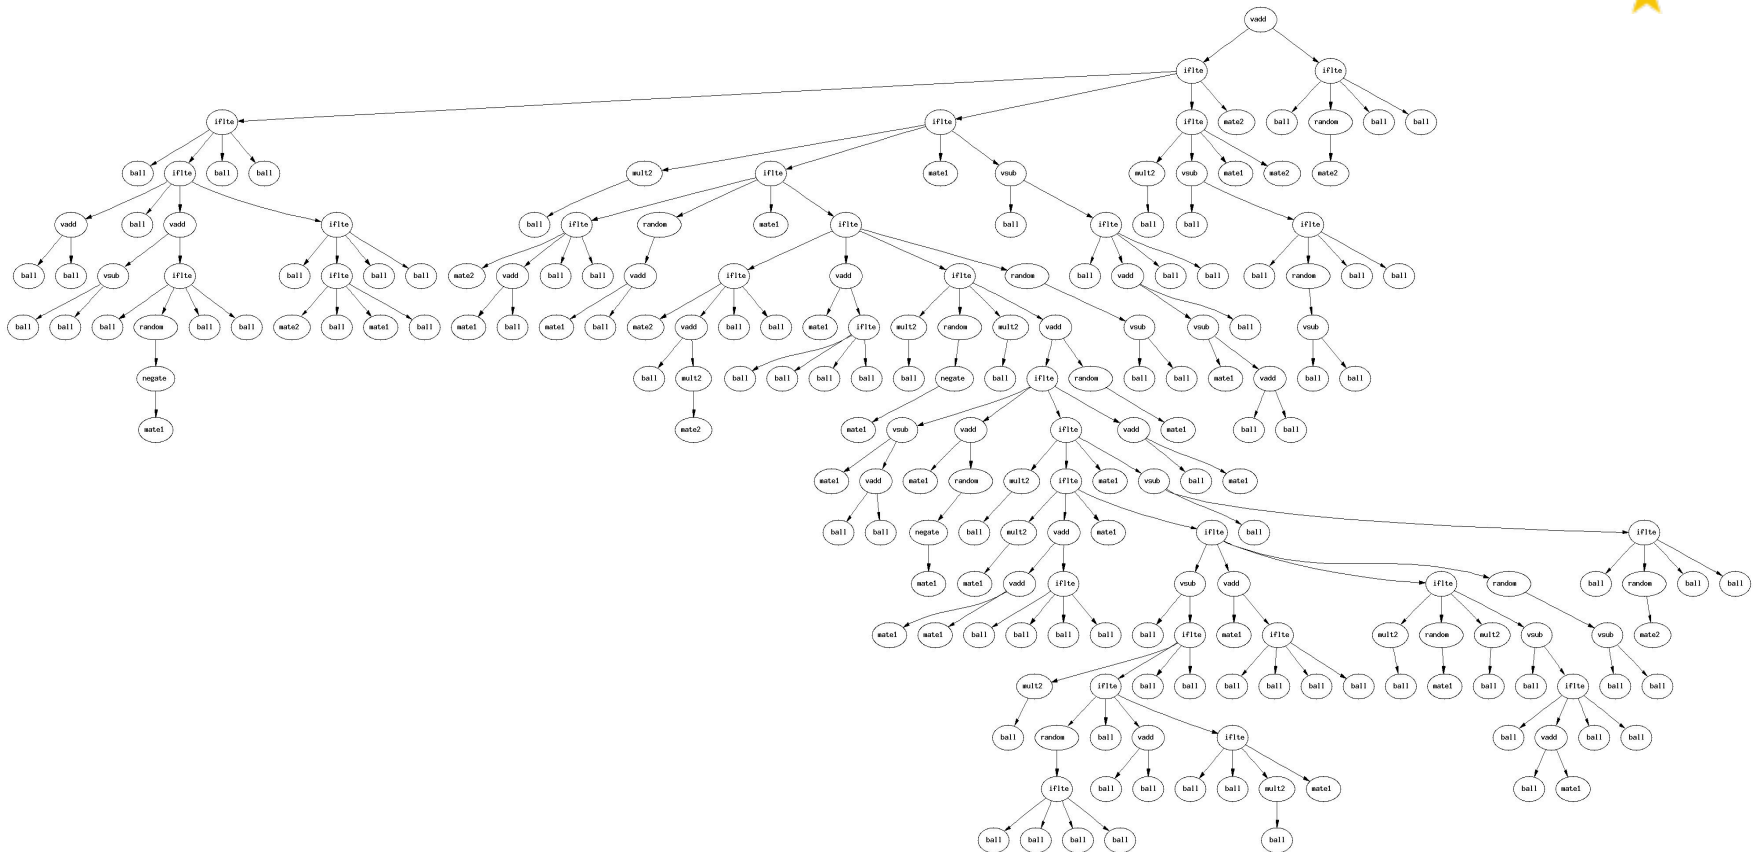 vadd
iflte iflte
iflte iflte iflte mate2 ball random ball ball
ball iflte ball ball mult2 iflte mate1 vsub mult2 vsub mate1 mate2 mate2
vadd ball vadd iflte ball iflte random mate1 iflte ball iflte ball ball iflte
ball ball vsub iflte ball iflte ball ball mate2 vadd ball ball vadd iflte vadd iflte random ball vadd ball ball ball random ball ball
ball ball ball random ball ball mate2 ball mate1 ball mate1 ball mate1 ball mate2 vadd ball ball mate1 iflte mult2 random mult2 vadd vsub vsub ball vsub
negate ball mult2 ball ball ball ball ball negate ball iflte random ball ball mate1 vadd ball ball
mate1 mate2 mate1 vsub vadd iflte vadd mate1 ball ball
mate1 vadd mate1 random mult2 iflte mate1 vsub ball mate1
ball ball negate ball mult2 vadd mate1 iflte ball iflte
mate1 mate1 vadd iflte vsub vadd iflte random ball random ball ball
mate1 mate1 ball ball ball ball ball iflte mate1 iflte mult2 random mult2 vsub vsub mate2
mult2 iflte ball ball ball ball ball ball ball mate1 ball ball iflte ball ball
ball random ball vadd iflte ball vadd ball ball
iflte ball ball ball ball mult2 mate1 ball mate1
ball ball ball ball ball